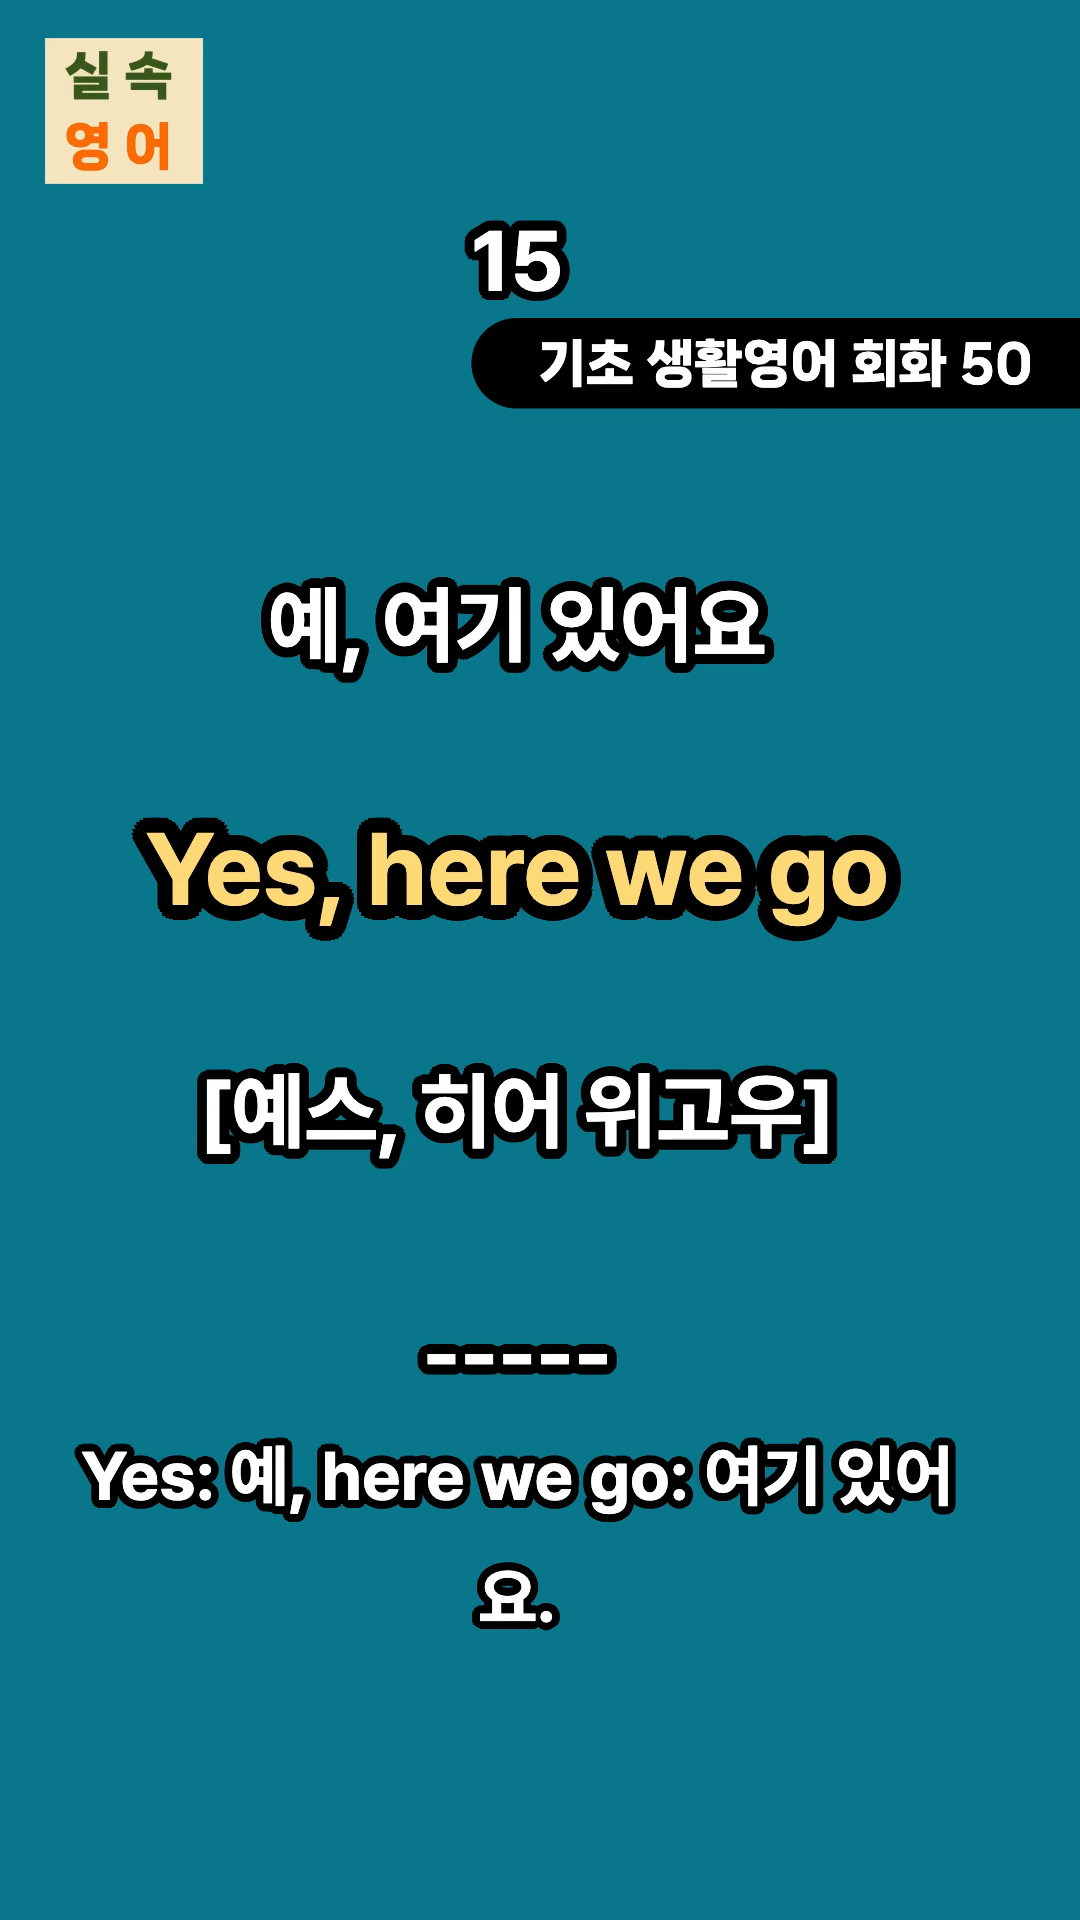 실속
영어
15
기초 생활영어 회화 50
예, 여기 있어요
Yes, here we go
[예스, 히어 위고우]
-----
Yes: 예, here we go: 여기 있어
요.